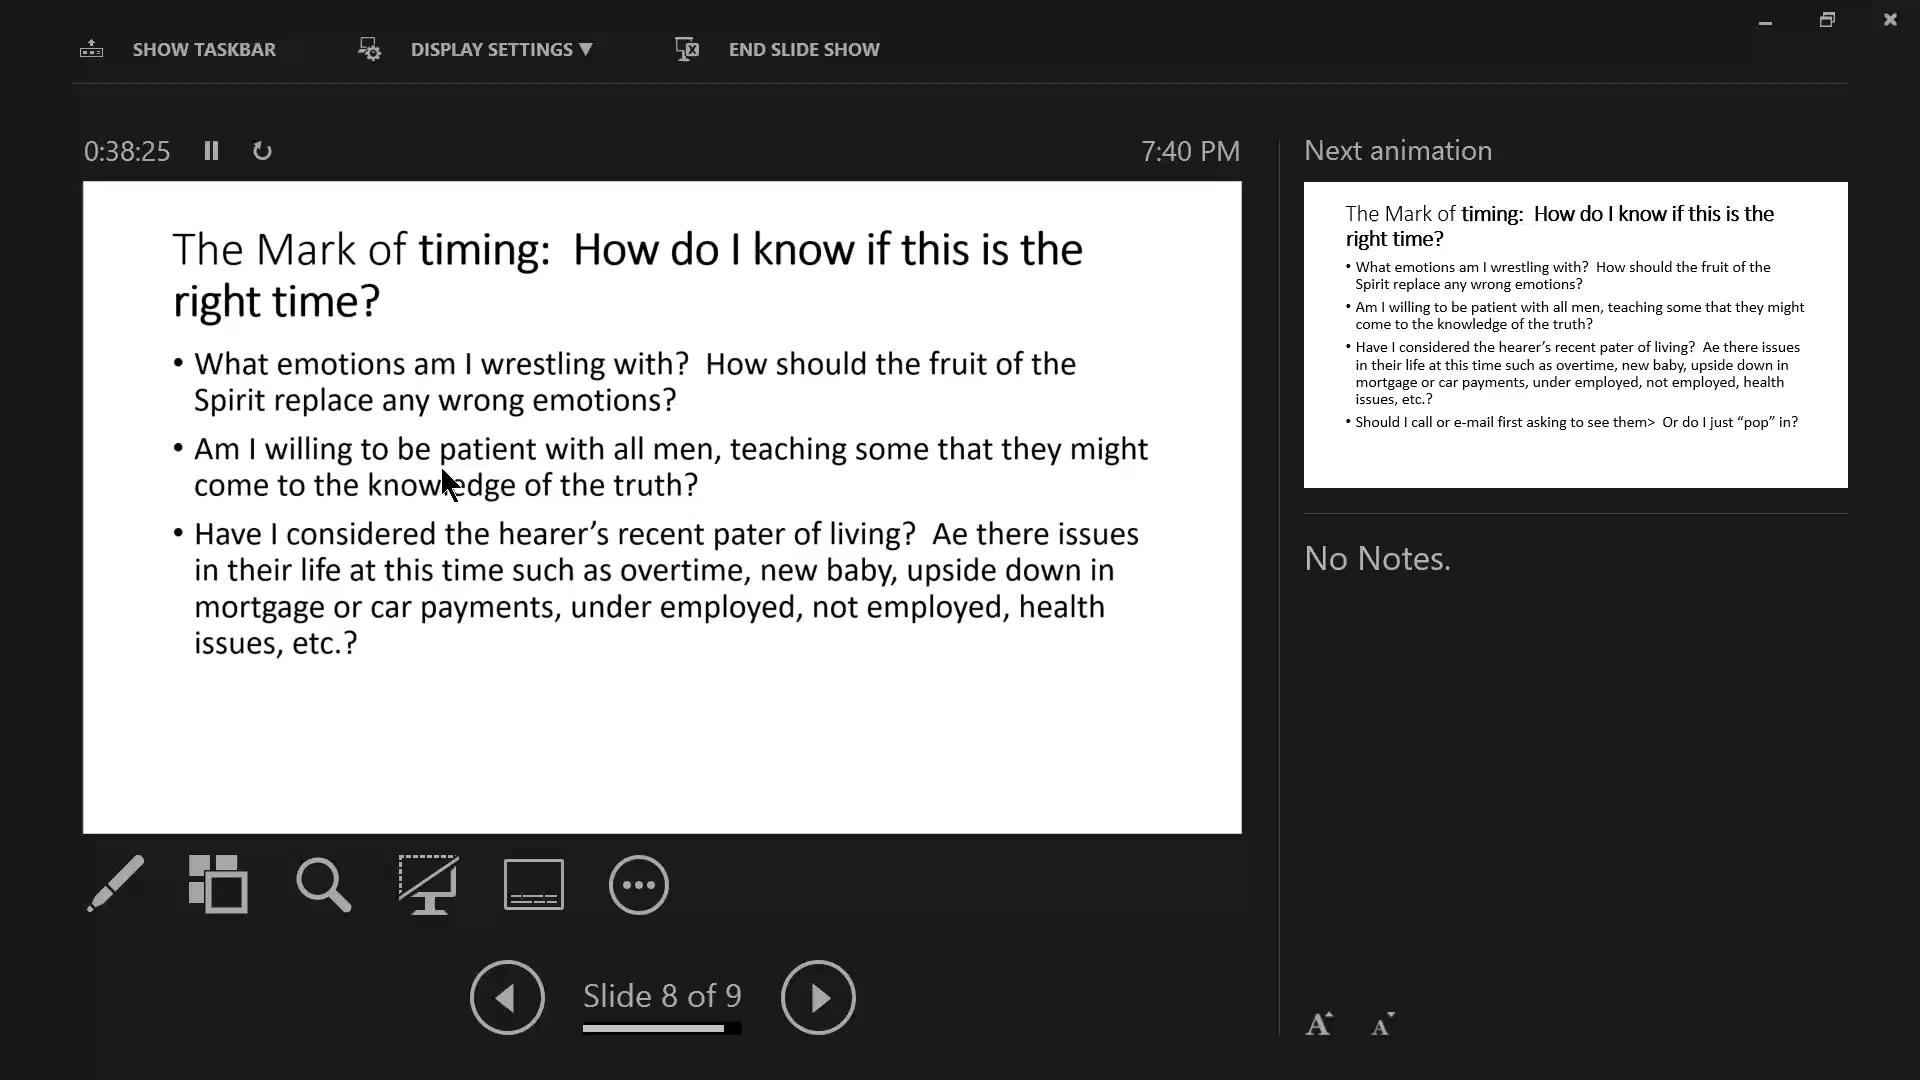 SHOW TASKBAR DISPLAY SETTINGS ▼ END SLIDE SHOW
0:38:25 7:40 PM
The Mark of timing:  How do I know if this is the
right time?
• What emotions am I wrestling with?  How should the fruit of the
Spirit replace any wrong emotions?
• Am I willing to be patient with all men, teaching some that they might
come to the knowledge of the truth?
• Have I considered the hearer’s recent pater of living?  Ae there issues
in their life at this time such as overtime, new baby, upside down in
mortgage or car payments, under employed, not employed, health
issues, etc.?
Slide 8 of 9
Next animation
The Mark of timing:  How do I know if this is the
right time?
• What emotions am I wrestling with?  How should the fruit of the
Spirit replace any wrong emotions?
• Am I willing to be patient with all men, teaching some that they might
come to the knowledge of the truth?
• Have I considered the hearer’s recent pater of living?  Ae there issues
in their life at this time such as overtime, new baby, upside down in
mortgage or car payments, under employed, not employed, health
issues, etc.?
• Should I call or e-mail first asking to see them>  Or do I just “pop” in?
No Notes.
A A